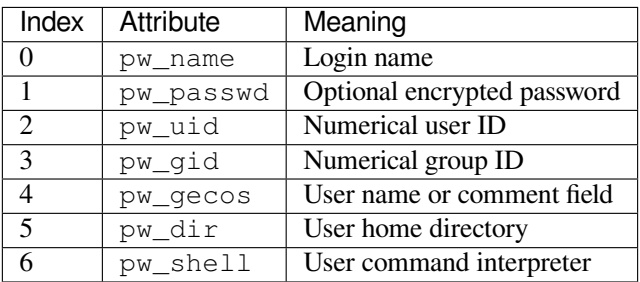 Index Attribute Meaning
0 pw_name Login name
1 pw_passwd Optional encrypted password
2 pw_uid Numerical user ID
3 pw_gid Numerical group ID
4 pw_gecos User name or comment field
5 pw_dir User home directory
6 pw_shell User command interpreter